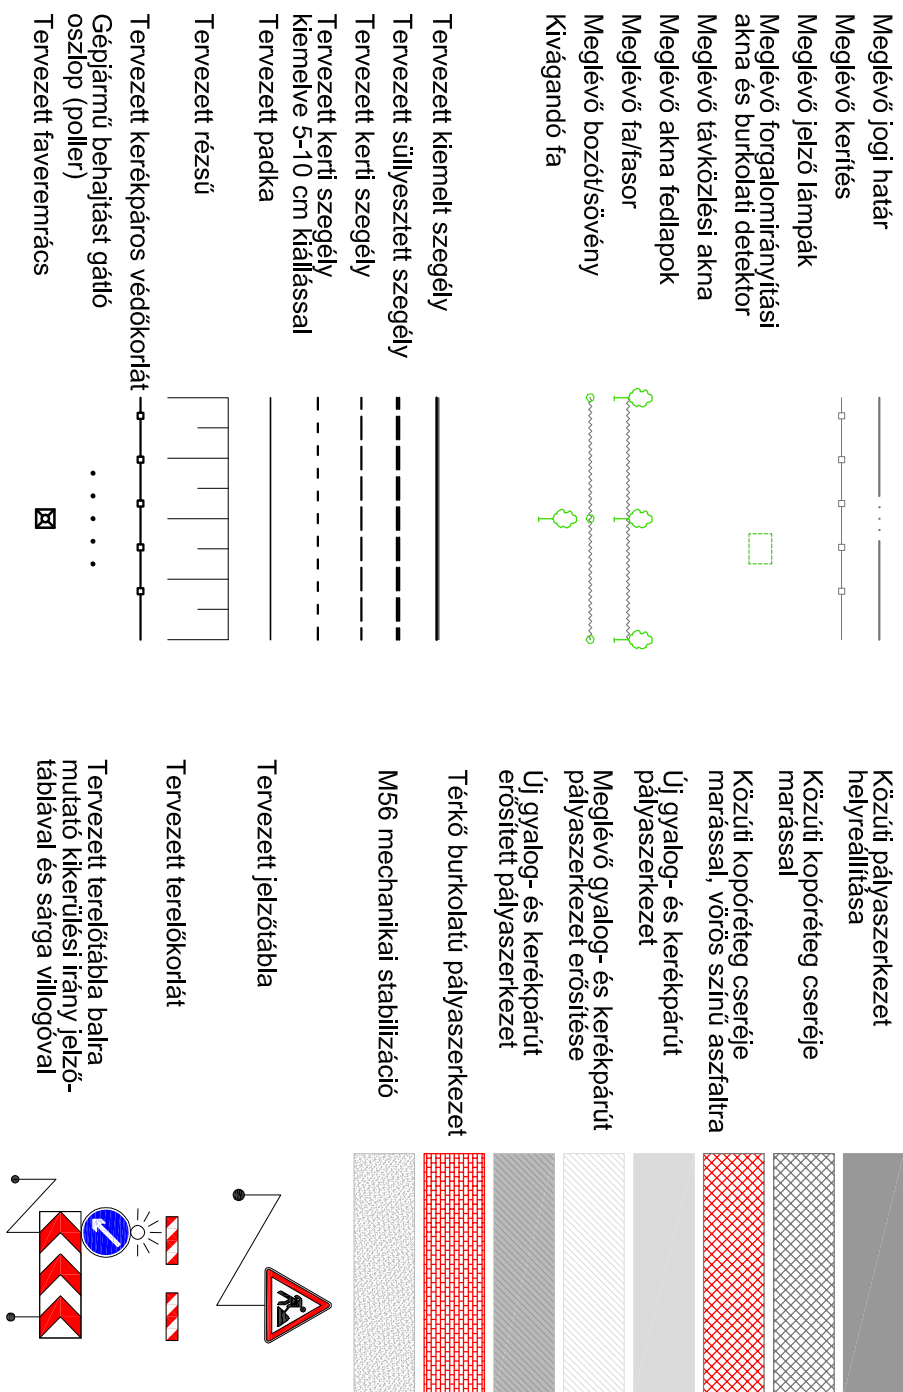 Meglévő jogi határ
Meglévő kerítés
Meglévő jelző lámpák
Meglévő forgalomirányítási
akna és burkolati detektor
Meglévő távközlési akna
Meglévő akna fedlapok
Meglévő fa/fasor
Meglévő bozót/sövény
Kivágandó fa
Tervezett kiemelt szegély
Tervezett süllyesztett szegély
Tervezett kerti szegély
Tervezett kerti szegély
kiemelve 5-10 cm kiállással
Tervezett padka
Tervezett rézsű
Tervezett kerékpáros védőkorlát
Gépjármű behajtást gátló
oszlop (poller)
Tervezett faveremrács
Közúti pályaszerkezet
helyreállítása
Közúti kopóréteg cseréje
marással
Közúti kopóréteg cseréje
marással, vörös színű aszfaltra
Új gyalog- és kerékpárút
pályaszerkezet
Meglévő gyalog- és kerékpárút
pályaszerkezet erősítése
Új gyalog- és kerékpárút
erősített pályaszerkezet
Térkő burkolatú pályaszerkezet
M56 mechanikai stabilizáció
Tervezett jelzőtábla
Tervezett terelőkorlát
Tervezett terelőtábla balra
mutató kikerülési irány jelző-
táblával és sárga villogóval